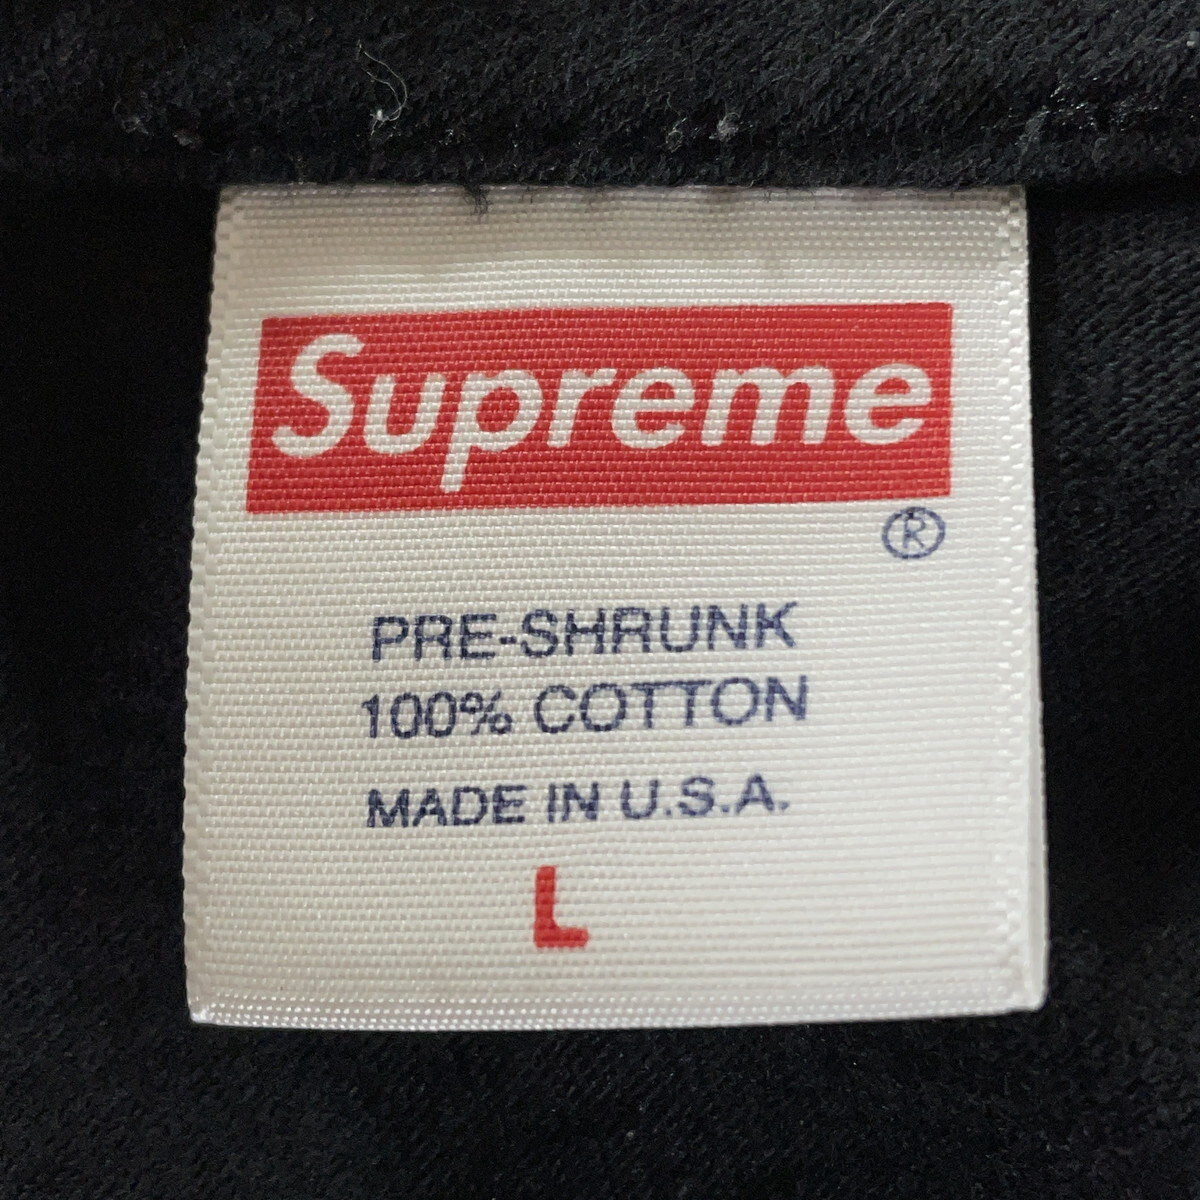 Supreme
®
PRE-SHRUNK
100% COTTON
MADE IN U.S.A.
L